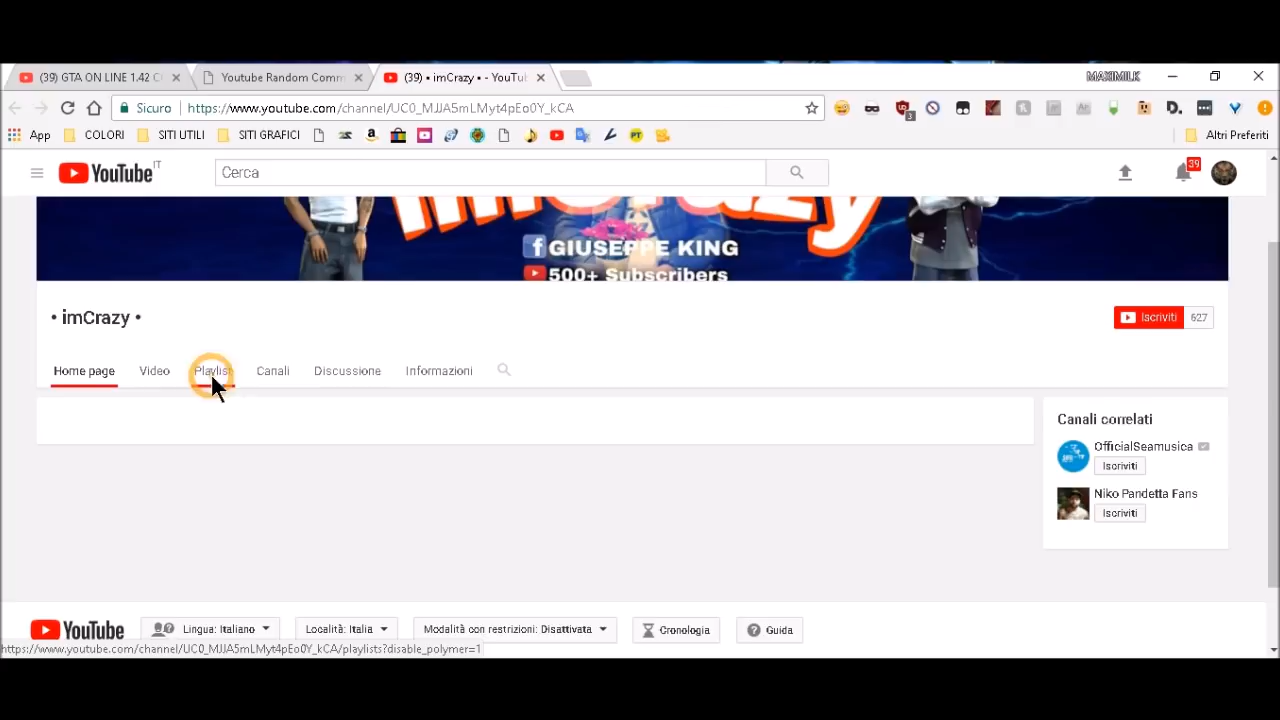 (39) GTA ON LINE 1.42 C
Youtube Random Comm
(39) • imCrazy • - YouTu
MAXIMILK
Sicuro
https://www.youtube.com/channel/UC0_MJJA5mLMyt4pEo0Y_kCA
App
COLORI
SITI UTILI
SITI GRAFICI
Altri Preferiti
YouTube IT
Cerca
39
imCrazy
GIUSEPPE KING
500+ Subscribers
• imCrazy •
Iscriviti 627
Home page Video Playlist Canali Discussione Informazioni
Canali correlati
OfficialSeamusica
Iscriviti
Niko Pandetta Fans
Iscriviti
YouTube
Lingua: Italiano
Località: Italia
Modalità con restrizioni: Disattivata
Cronologia
Guida
https://www.youtube.com/channel/UC0_MJJA5mLMyt4pEo0Y_kCA/playlists?disable_polymer=1